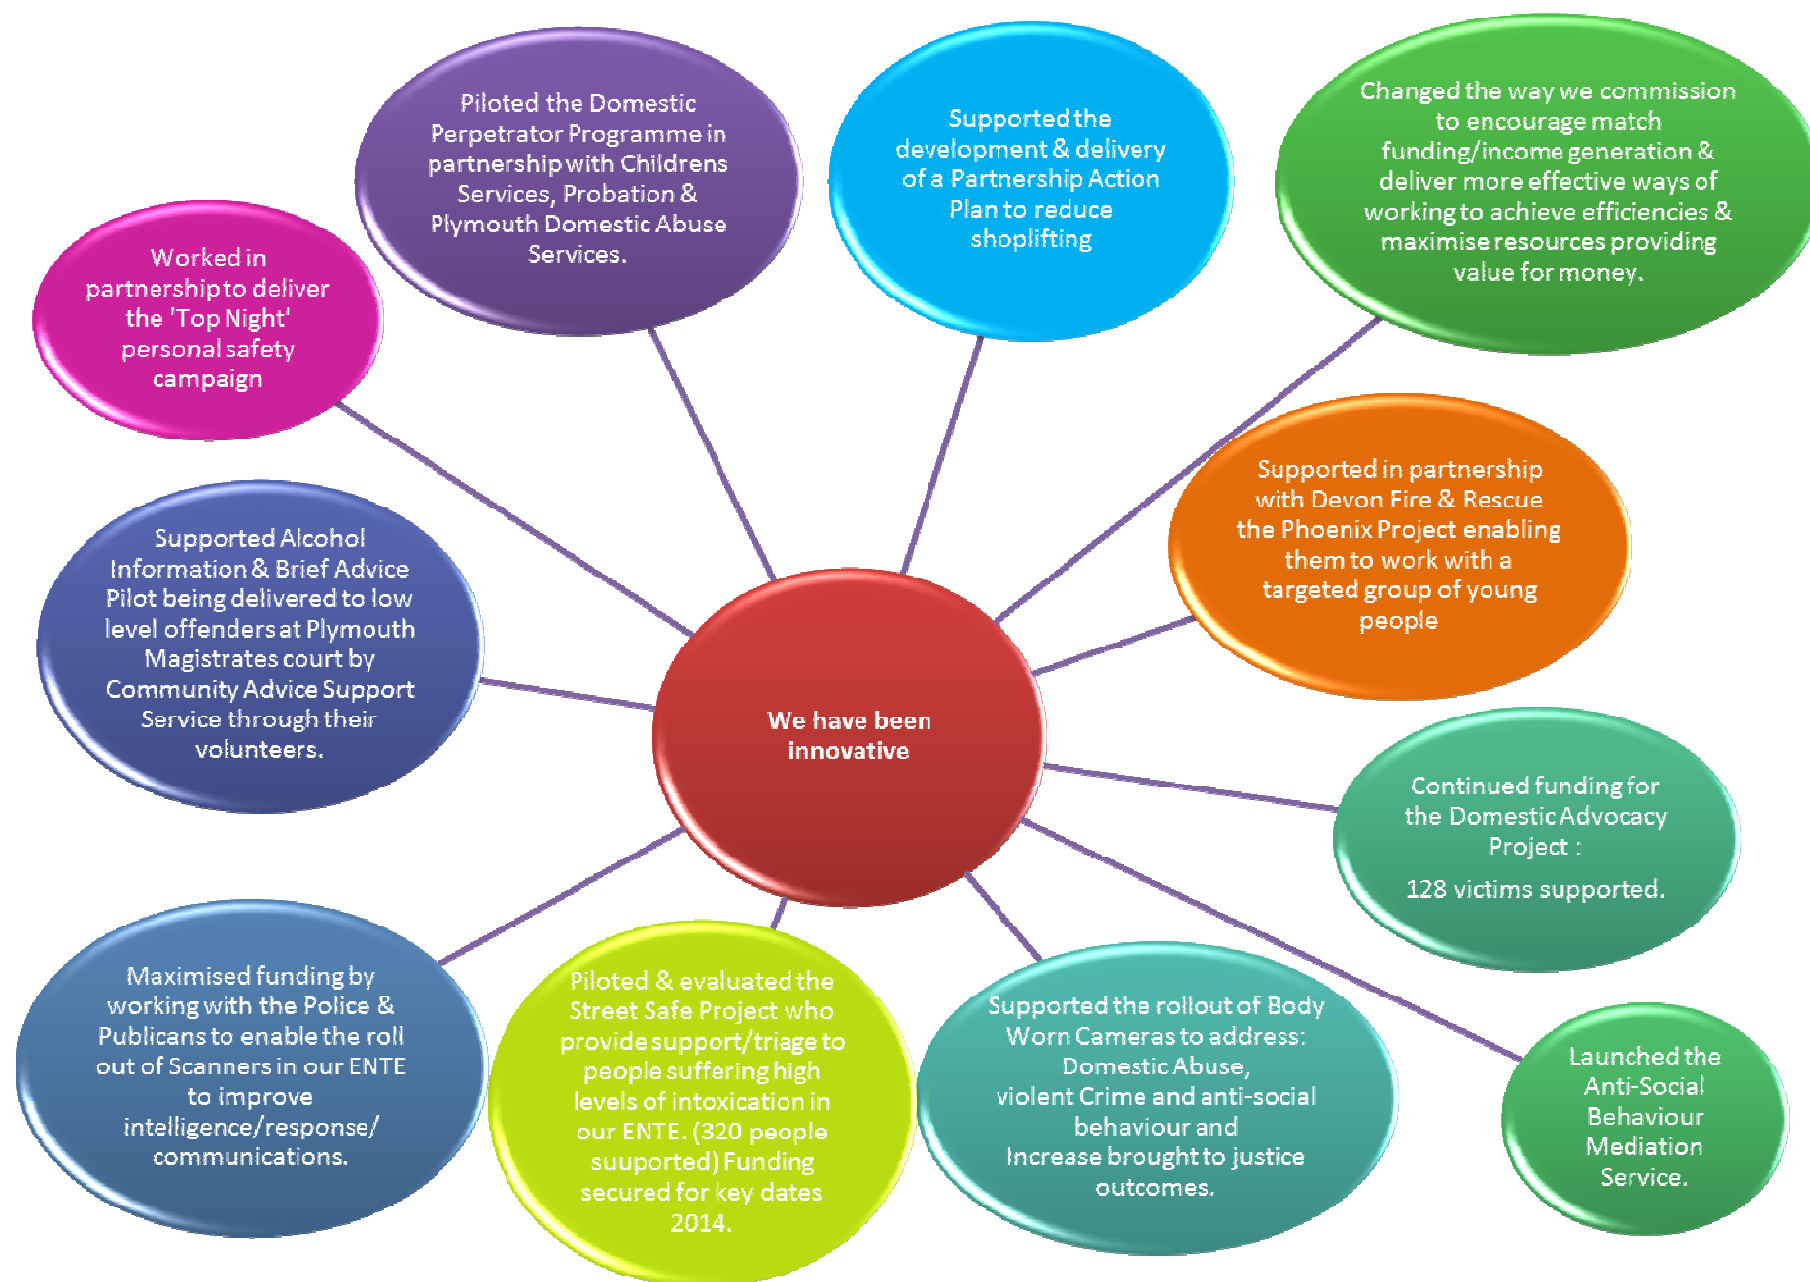 Piloted the Domestic
Perpetrator Programme in
partnership with Childrens
Services, Probation &
Plymouth Domestic Abuse
Services.
Supported the
development & delivery
of a Partnership Action
Plan to reduce
shoplifting
Changed the way we commission
to encourage match
funding/income generation &
deliver more effective ways of
working to achieve efficiencies &
maximise resources providing
value for money.
Worked in
partnership to deliver
the 'Top Night'
personal safety
campaign
Supported in partnership
with Devon Fire & Rescue
the Phoenix Project enabling
them to work with a
targeted group of young
people
Supported Alcohol
Information & Brief Advice
Pilot being delivered to low
level offenders at Plymouth
Magistrates court by
Community Advice Support
Service through their
volunteers.
We have been
innovative
Continued funding for
the Domestic Advocacy
Project :
128 victims supported.
Maximised funding by
working with the Police &
Publicans to enable the roll
out of Scanners in our ENTE
to improve
intelligence/response/
communications.
Piloted & evaluated the
Street Safe Project who
provide support/triage to
people suffering high
levels of intoxication in
our ENTE. (320 people
suuported) Funding
secured for key dates
2014.
Supported the rollout of Body
Worn Cameras to address:
Domestic Abuse,
violent Crime and anti-social
behaviour and
Increase brought to justice
outcomes.
Launched the
Anti-Social
Behaviour
Mediation
Service.